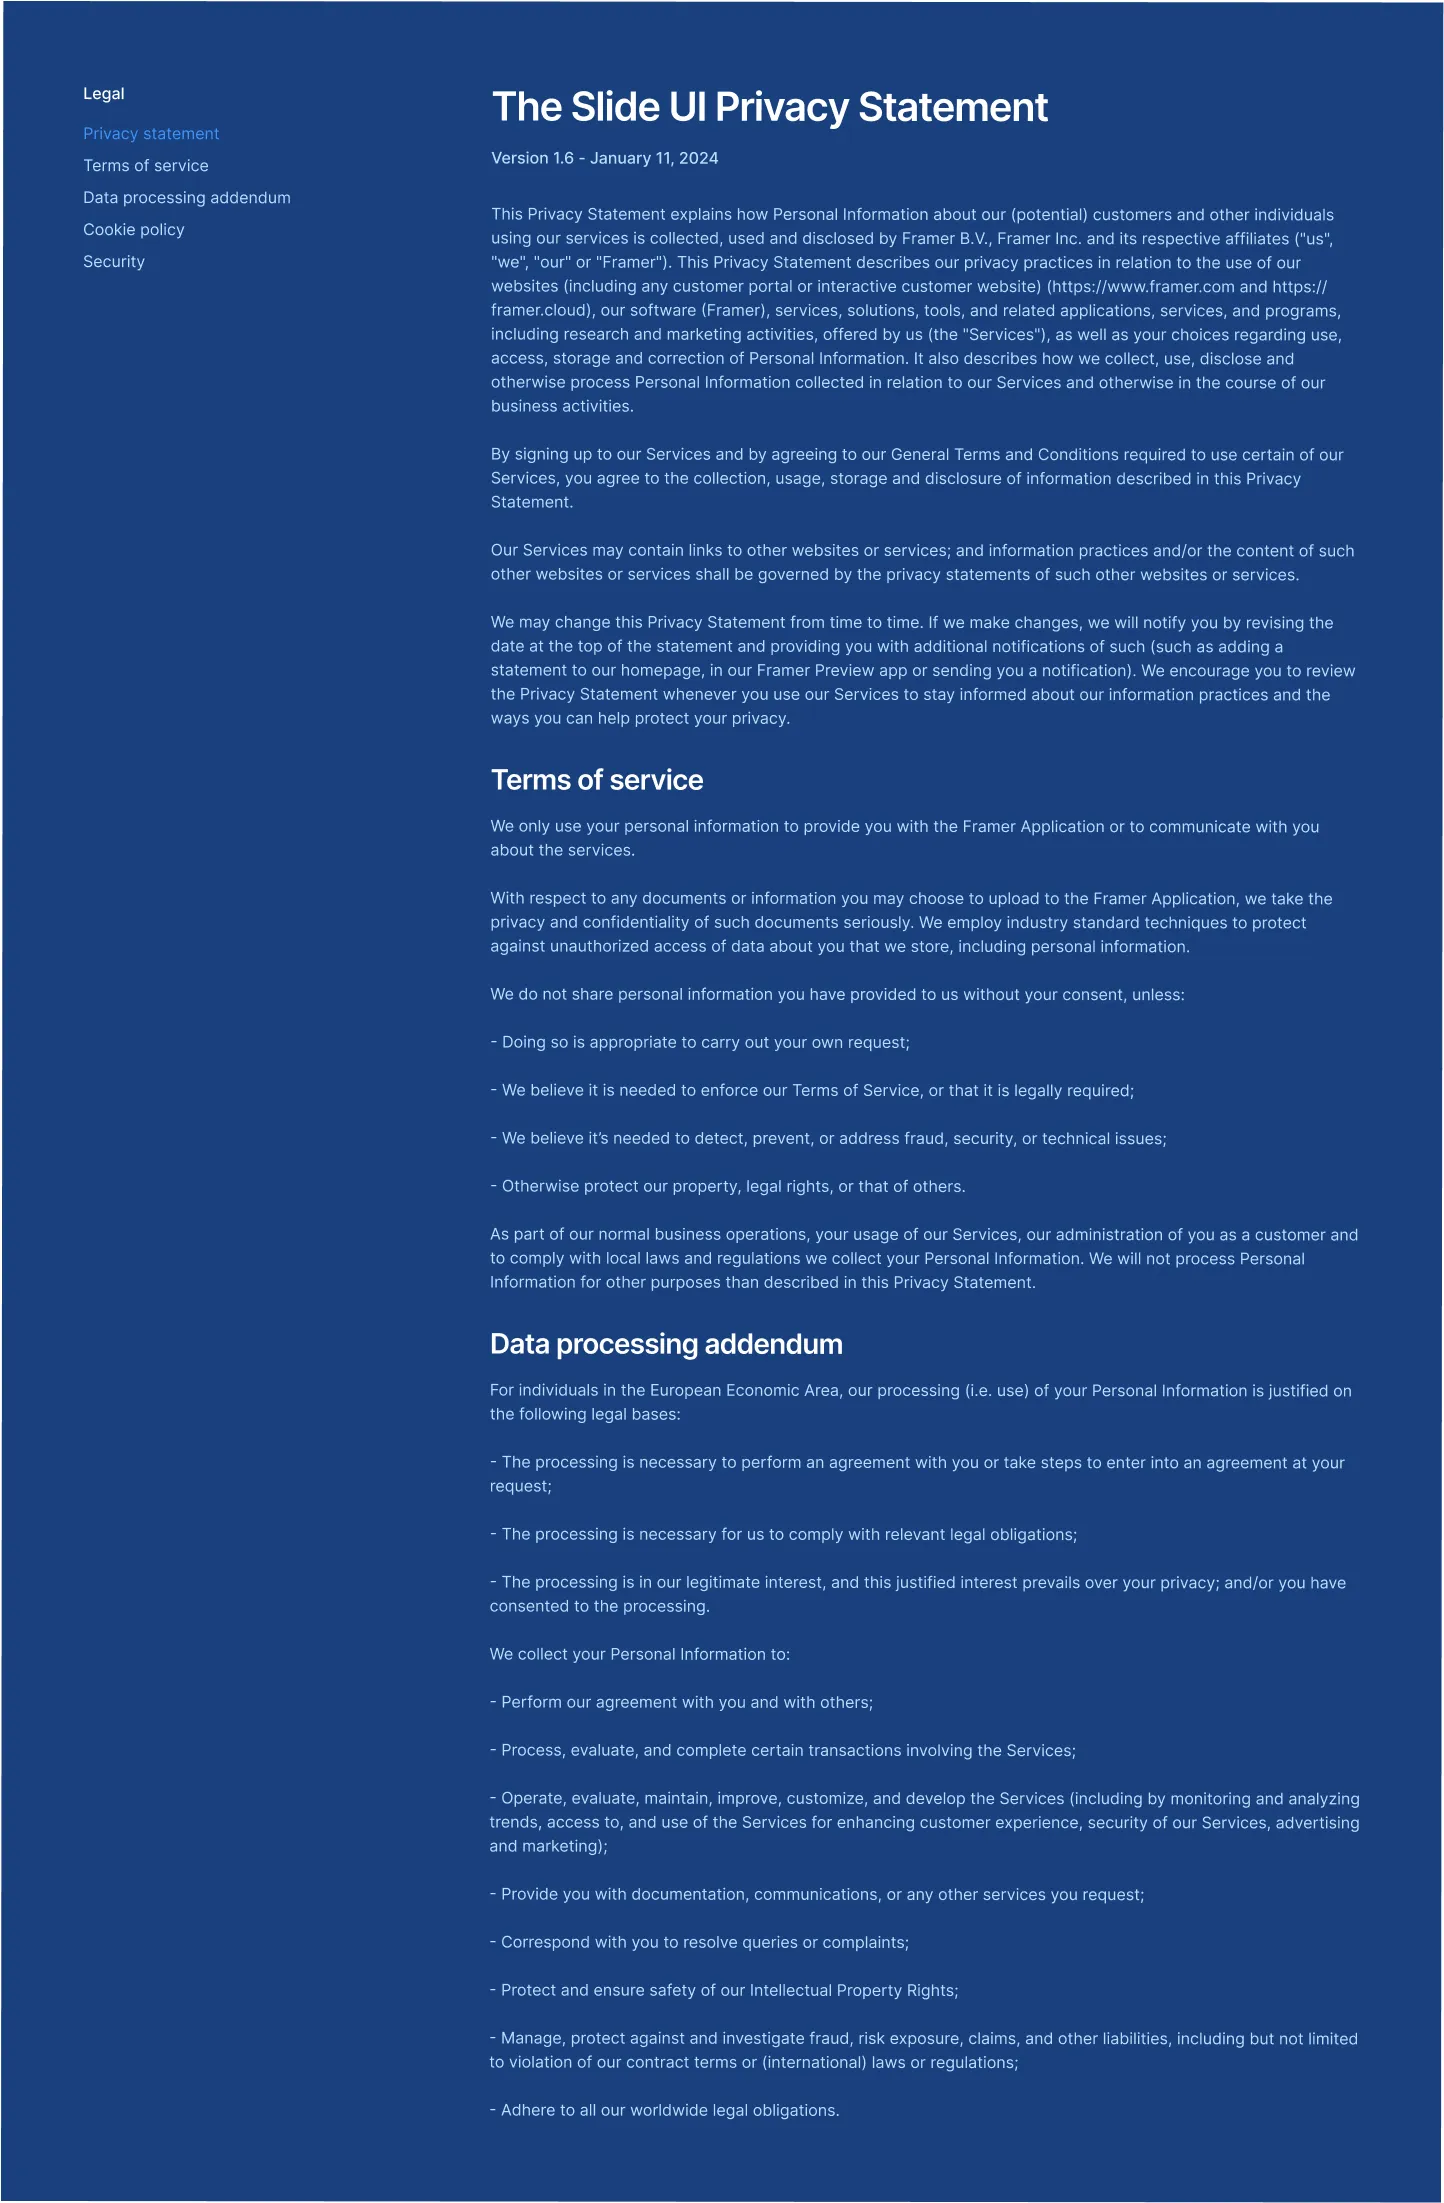 Legal
Privacy statement
Terms of service
Data processing addendum
Cookie policy
Security
The Slide UI Privacy Statement
Version 1.6 - January 11, 2024
This Privacy Statement explains how Personal Information about our (potential) customers and other individuals
using our services is collected, used and disclosed by Framer B.V., Framer Inc. and its respective affiliates ("us",
"we", "our" or "Framer"). This Privacy Statement describes our privacy practices in relation to the use of our
websites (including any customer portal or interactive customer website) (https://www.framer.com and https://
framer.cloud), our software (Framer), services, solutions, tools, and related applications, services, and programs,
including research and marketing activities, offered by us (the "Services"), as well as your choices regarding use,
access, storage and correction of Personal Information. It also describes how we collect, use, disclose and
otherwise process Personal Information collected in relation to our Services and otherwise in the course of our
business activities.
By signing up to our Services and by agreeing to our General Terms and Conditions required to use certain of our
Services, you agree to the collection, usage, storage and disclosure of information described in this Privacy
Statement.
Our Services may contain links to other websites or services; and information practices and/or the content of such
other websites or services shall be governed by the privacy statements of such other websites or services.
We may change this Privacy Statement from time to time. If we make changes, we will notify you by revising the
date at the top of the statement and providing you with additional notifications of such (such as adding a
statement to our homepage, in our Framer Preview app or sending you a notification). We encourage you to review
the Privacy Statement whenever you use our Services to stay informed about our information practices and the
ways you can help protect your privacy.
Terms of service
We only use your personal information to provide you with the Framer Application or to communicate with you
about the services.
With respect to any documents or information you may choose to upload to the Framer Application, we take the
privacy and confidentiality of such documents seriously. We employ industry standard techniques to protect
against unauthorized access of data about you that we store, including personal information.
We do not share personal information you have provided to us without your consent, unless:
- Doing so is appropriate to carry out your own request;
- We believe it is needed to enforce our Terms of Service, or that it is legally required;
- We believe it’s needed to detect, prevent, or address fraud, security, or technical issues;
- Otherwise protect our property, legal rights, or that of others.
As part of our normal business operations, your usage of our Services, our administration of you as a customer and
to comply with local laws and regulations we collect your Personal Information. We will not process Personal
Information for other purposes than described in this Privacy Statement.
Data processing addendum
For individuals in the European Economic Area, our processing (i.e. use) of your Personal Information is justified on
the following legal bases:
- The processing is necessary to perform an agreement with you or take steps to enter into an agreement at your
request;
- The processing is necessary for us to comply with relevant legal obligations;
- The processing is in our legitimate interest, and this justified interest prevails over your privacy; and/or you have
consented to the processing.
We collect your Personal Information to:
- Perform our agreement with you and with others;
- Process, evaluate, and complete certain transactions involving the Services;
- Operate, evaluate, maintain, improve, customize, and develop the Services (including by monitoring and analyzing
trends, access to, and use of the Services for enhancing customer experience, security of our Services, advertising
and marketing);
- Provide you with documentation, communications, or any other services you request;
- Correspond with you to resolve queries or complaints;
- Protect and ensure safety of our Intellectual Property Rights;
- Manage, protect against and investigate fraud, risk exposure, claims, and other liabilities, including but not limited
to violation of our contract terms or (international) laws or regulations;
- Adhere to all our worldwide legal obligations.